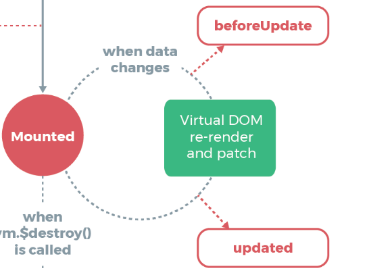 beforeUpdate
when data
changes
Mounted
Virtual DOM
re-render
and patch
when
vm.$destroy()
is called
updated